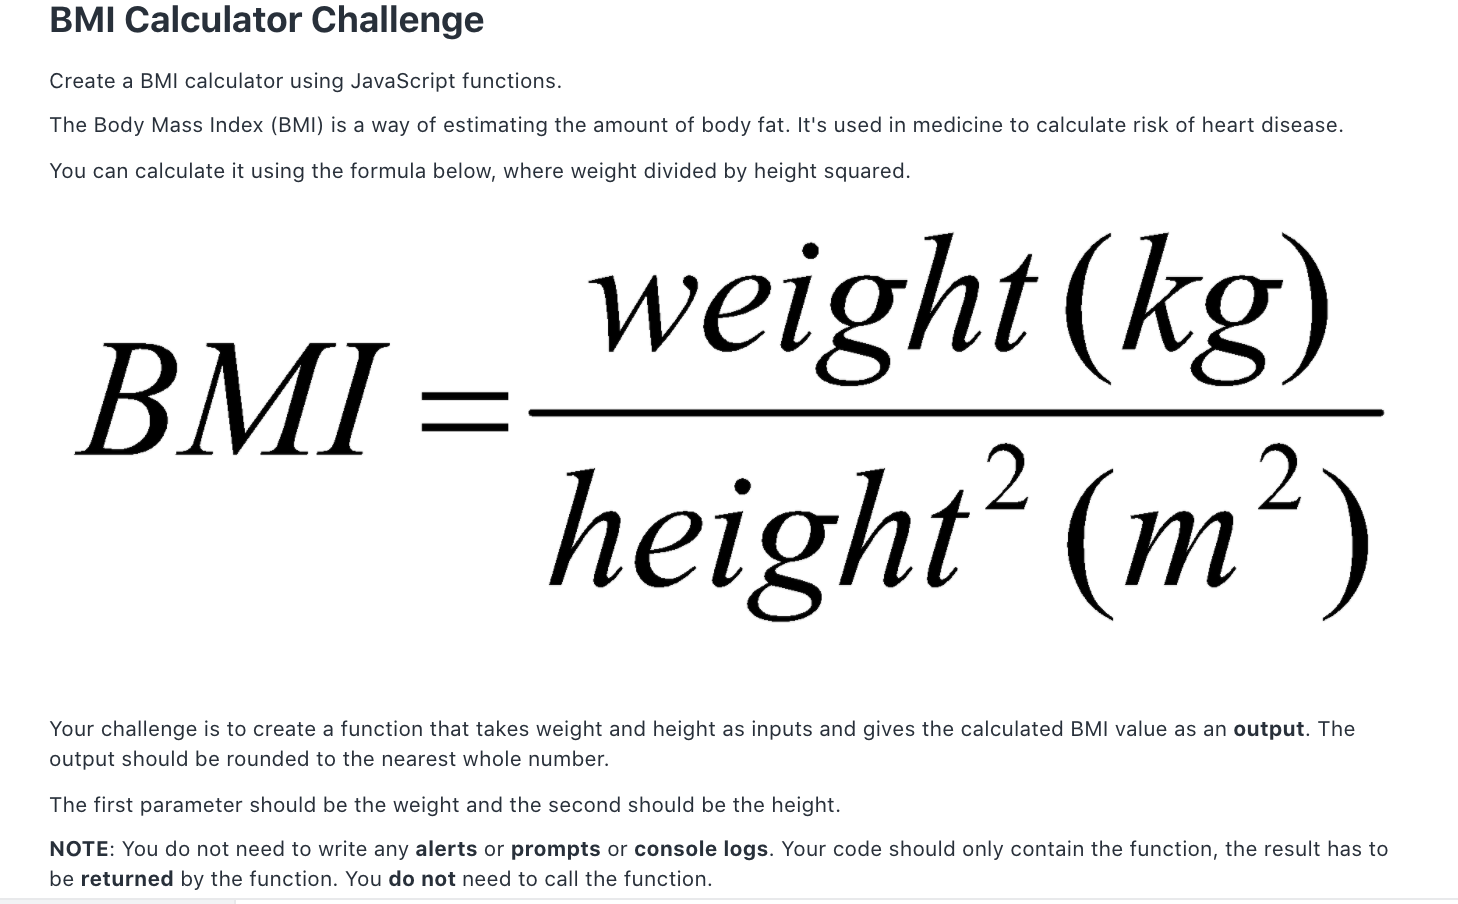 BMI Calculator Challenge
Create a BMI calculator using JavaScript functions.
The Body Mass Index (BMI) is a way of estimating the amount of body fat. It's used in medicine to calculate risk of heart disease.
You can calculate it using the formula below, where weight divided by height squared.
weight (kg)
BMI =
height² (m²)
Your challenge is to create a function that takes weight and height as inputs and gives the calculated BMI value as an output. The
output should be rounded to the nearest whole number.
The first parameter should be the weight and the second should be the height.
NOTE: You do not need to write any alerts or prompts or console logs. Your code should only contain the function, the result has to
be returned by the function. You do not need to call the function.